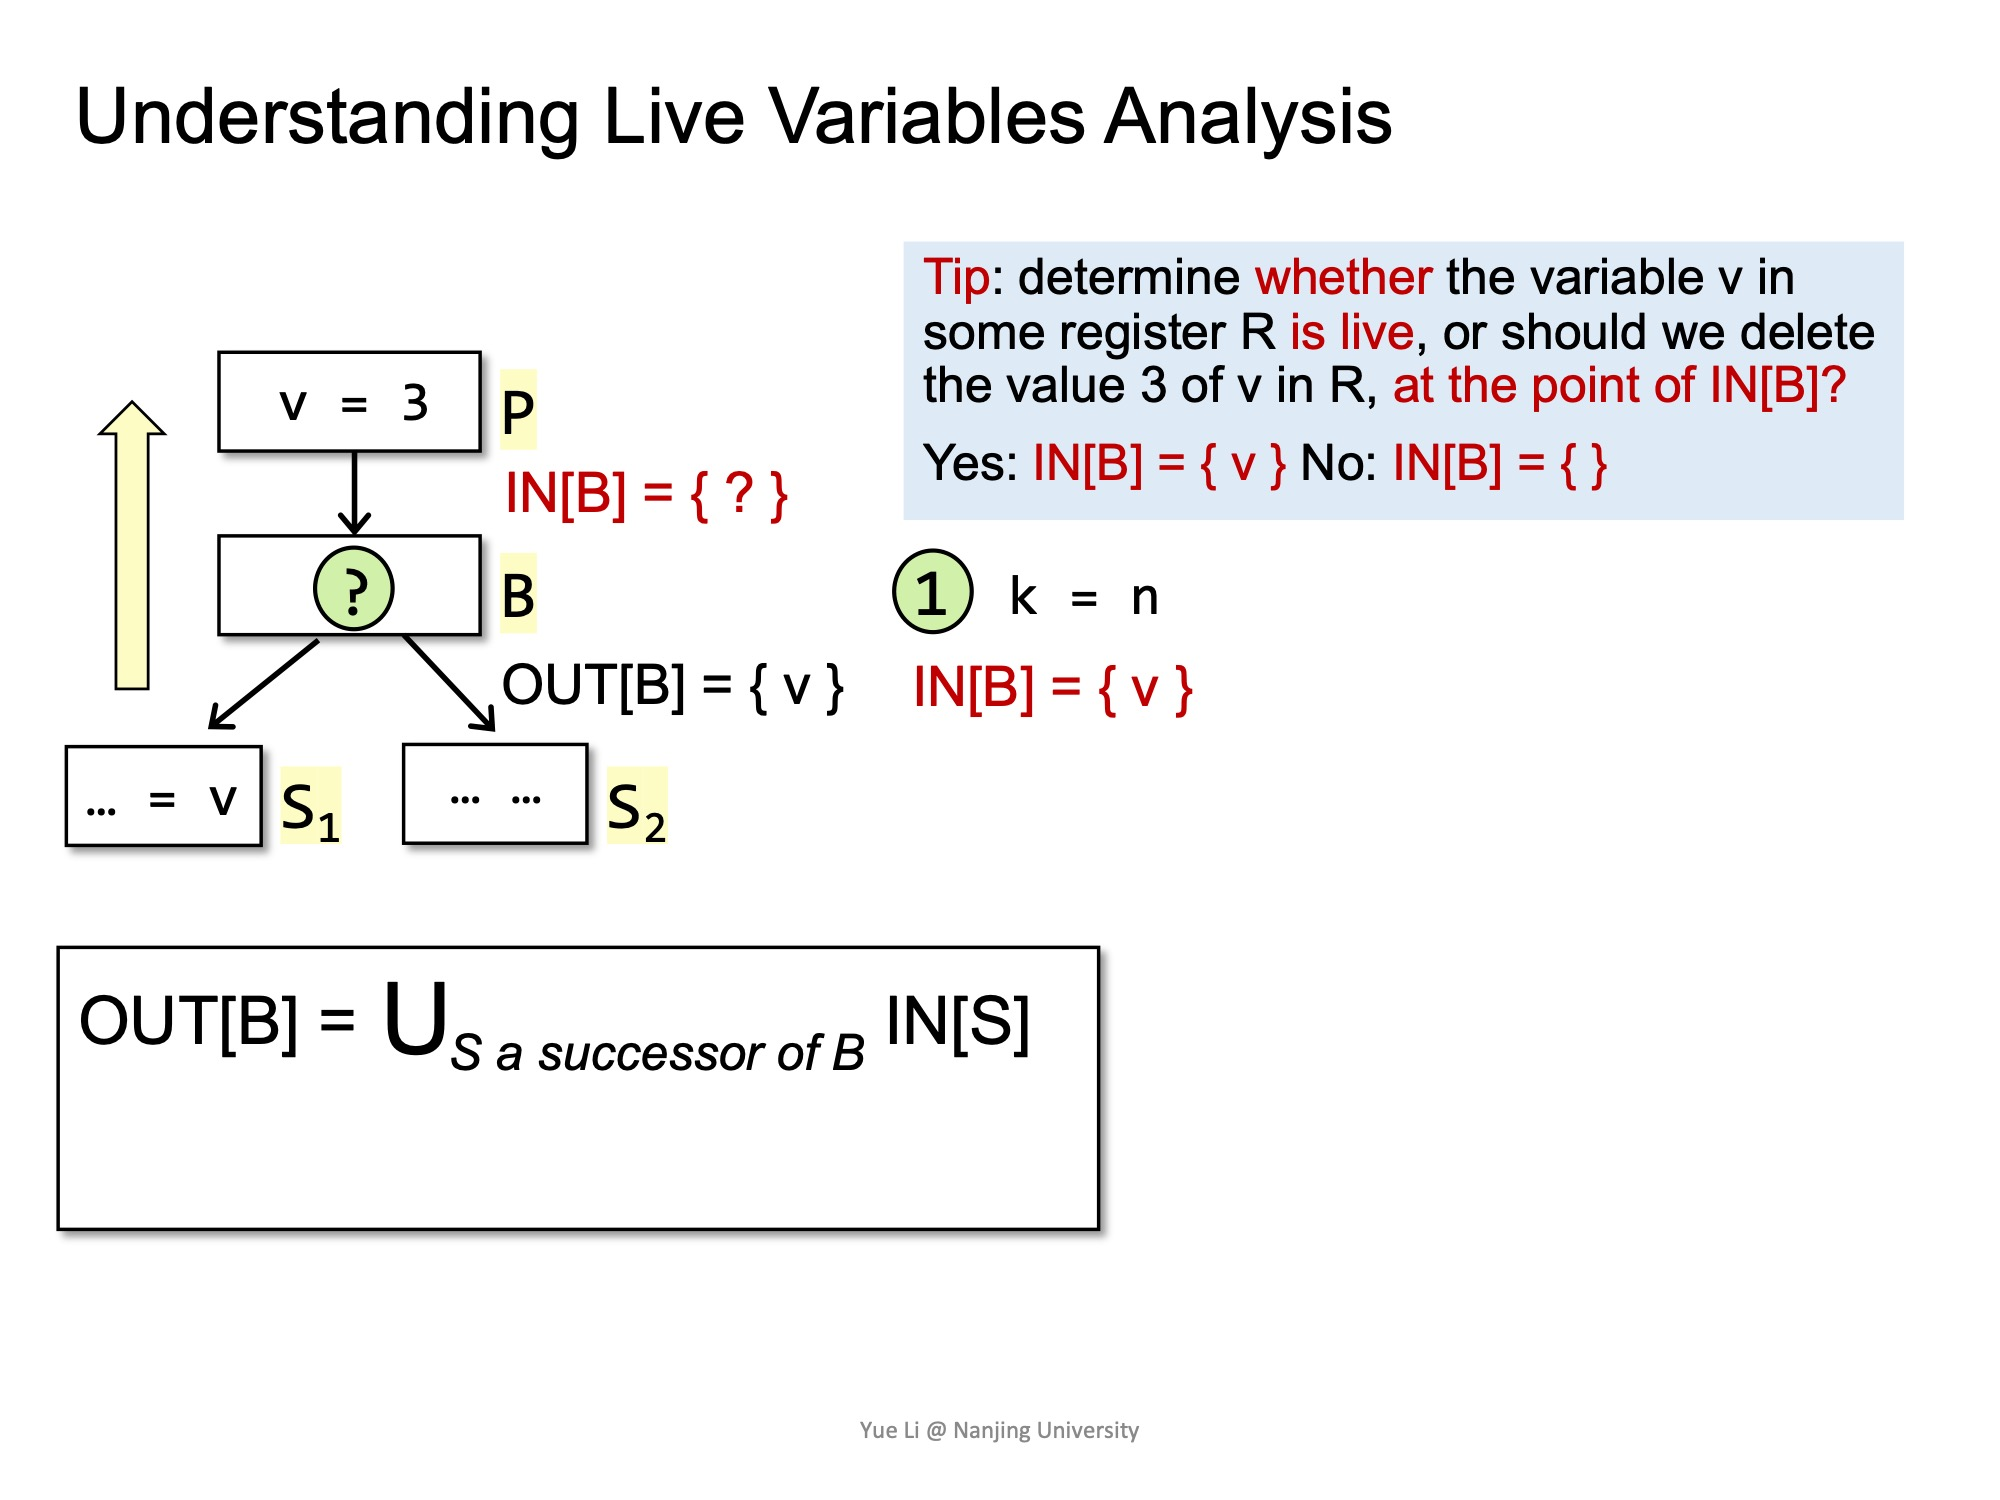 Understanding Live Variables Analysis
Tip: determine whether the variable v in
some register R is live, or should we delete
the value 3 of v in R, at the point of IN[B]?
Yes: IN[B] = { v } No: IN[B] = { }
v = 3
P
IN[B] = { ? }
?
B
1 k = n
OUT[B] = { v }
IN[B] = { v }
… = v
S1
… …
S2
OUT[B] = U S a successor of B IN[S]
Yue Li @ Nanjing University